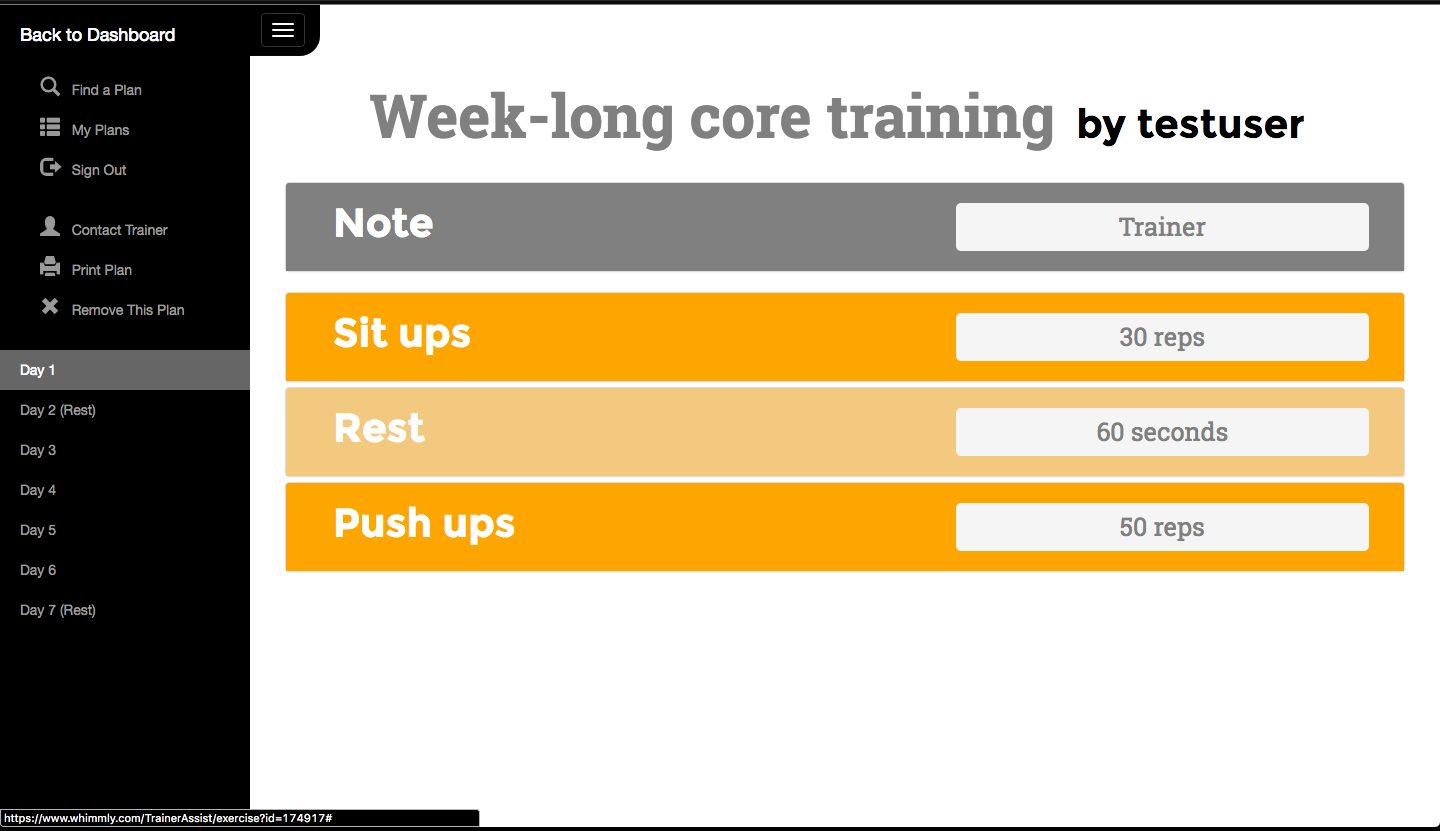 Back to Dashboard
Find a Plan
My Plans
Sign Out
Contact Trainer
Print Plan
Remove This Plan
Day 1
Day 2 (Rest)
Day 3
Day 4
Day 5
Day 6
Day 7 (Rest)
Week-long core training by testuser
Note Trainer
Sit ups 30 reps
Rest 60 seconds
Push ups 50 reps
https://www.whimmly.com/TrainerAssist/exercise?id=174917#